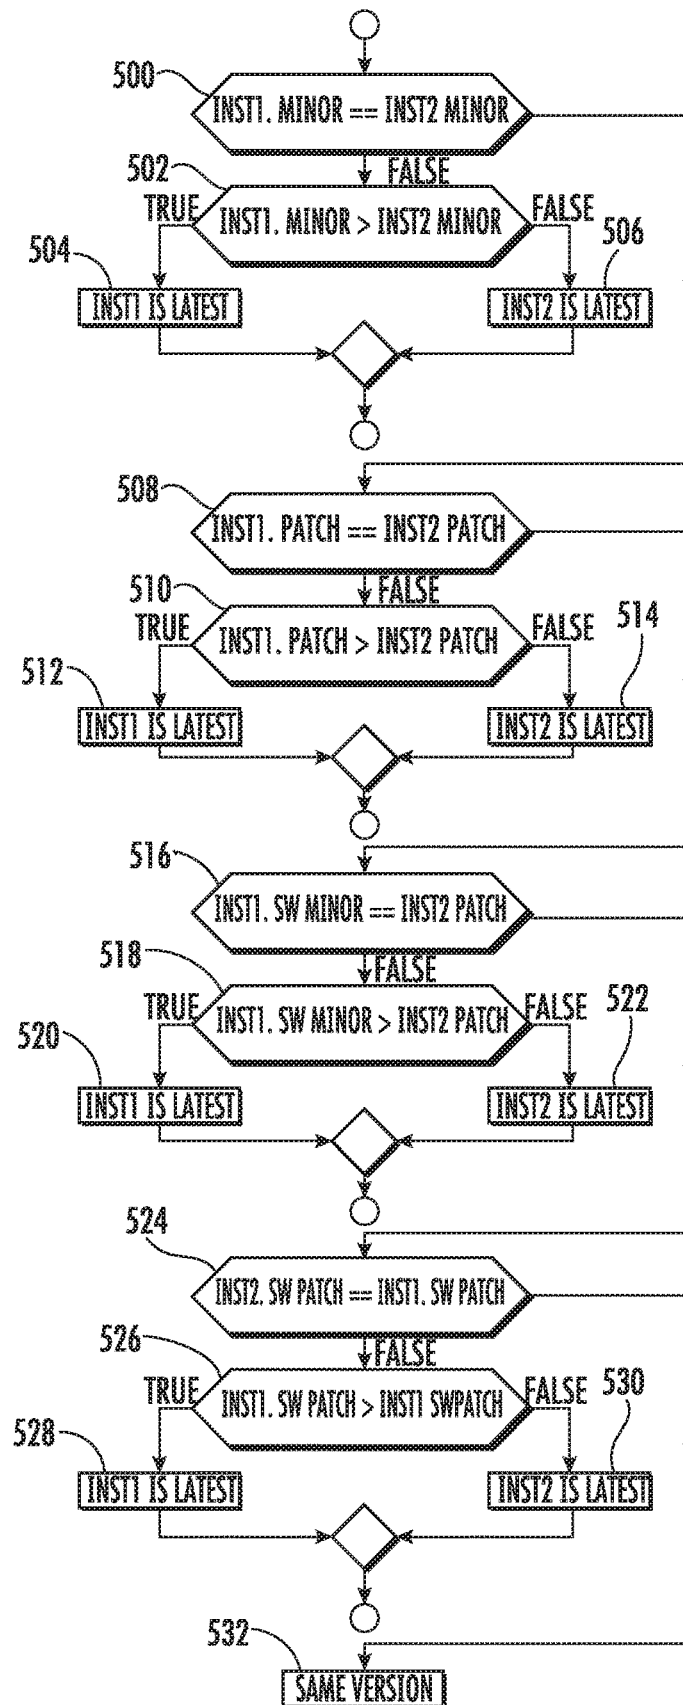 500
INST1. MINOR == INST2 MINOR
502
FALSE
TRUE
INST1. MINOR > INST2 MINOR
FALSE
504
506
INST1 IS LATEST
INST2 IS LATEST
508
INST1. PATCH == INST2 PATCH
510
FALSE
TRUE
INST1. PATCH > INST2 PATCH
FALSE
512
514
INST1 IS LATEST
INST2 IS LATEST
516
INST1. SW MINOR == INST2 PATCH
518
FALSE
TRUE
INST1. SW MINOR > INST2 PATCH
FALSE
520
522
INST1 IS LATEST
INST2 IS LATEST
524
INST2. SW PATCH == INST1. SW PATCH
526
FALSE
TRUE
INST1. SW PATCH > INST1 SWPATCH
FALSE
528
530
INST1 IS LATEST
INST2 IS LATEST
532
SAME VERSION